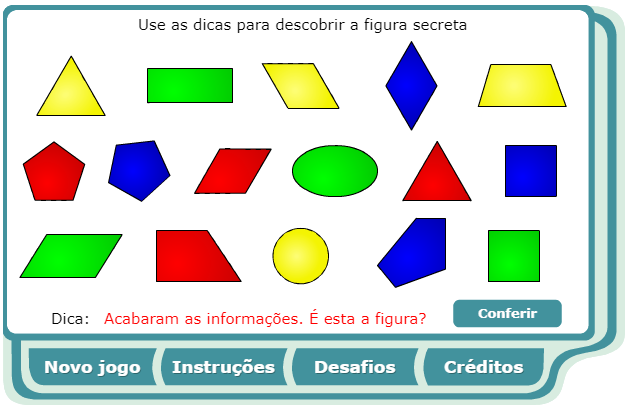 Use as dicas para descobrir a figura secreta
Dica: Acabaram as informações. É esta a figura?
Conferir
Novo jogo
Instruções
Desafios
Créditos